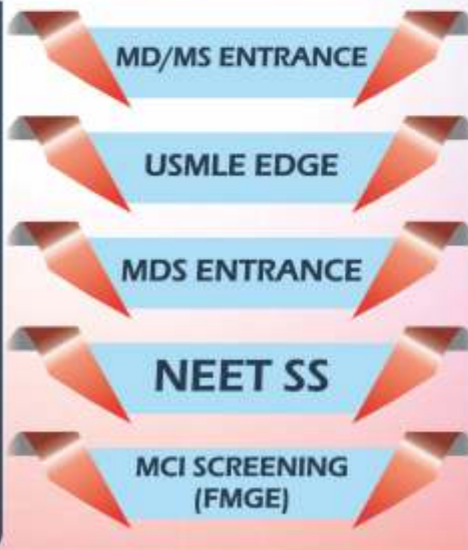 MD/MS ENTRANCE
USMLE EDGE
MDS ENTRANCE
NEET SS
MCI SCREENING
(FMGE)